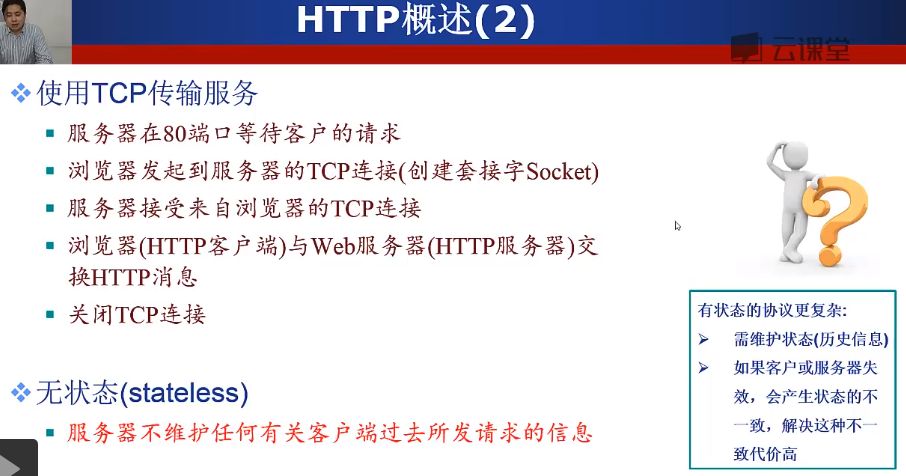 HTTP概述(2)
云课堂
使用TCP传输服务
服务器在80端口等待客户的请求
浏览器发起到服务器的TCP连接(创建套接字Socket)
服务器接受来自浏览器的TCP连接
浏览器(HTTP客户端)与Web服务器(HTTP服务器)交
换HTTP消息
关闭TCP连接
无状态(stateless)
服务器不维护任何有关客户端过去所发请求的信息
有状态的协议更复杂:
需维护状态(历史信息)
如果客户或服务器失
效，会产生状态的不
一致，解决这种不一
致代价高